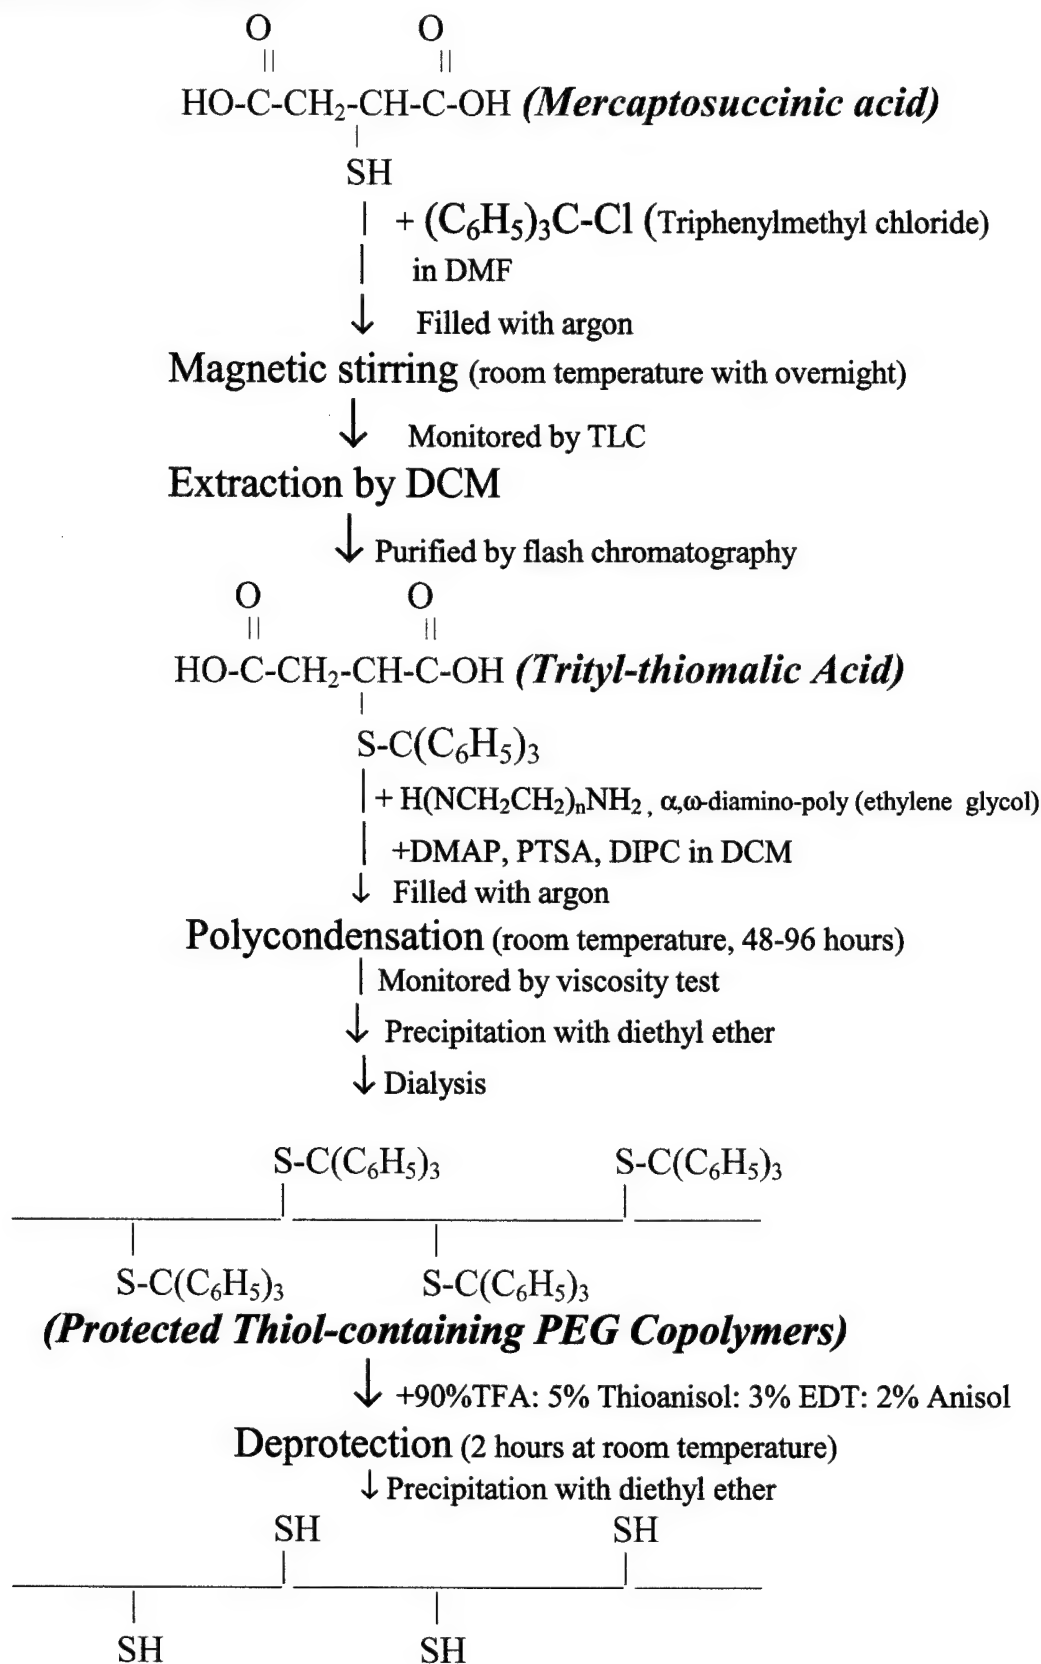 O O
|| ||
HO-C-CH₂-CH-C-OH (Mercaptosuccinic acid)
|
SH
+ (C₆H₅)₃C-Cl (Triphenylmethyl chloride)
in DMF
↓ Filled with argon
Magnetic stirring (room temperature with overnight)
↓ Monitored by TLC
Extraction by DCM
↓ Purified by flash chromatography
O O
|| ||
HO-C-CH₂-CH-C-OH (Trityl-thiomalic Acid)
|
S-C(C₆H₅)₃
+ H(NCH₂CH₂)ₙNH₂ , α,ω-diamino-poly (ethylene glycol)
+DMAP, PTSA, DIPC in DCM
↓ Filled with argon
Polycondensation (room temperature, 48-96 hours)
Monitored by viscosity test
↓ Precipitation with diethyl ether
↓ Dialysis
S-C(C₆H₅)₃ S-C(C₆H₅)₃
S-C(C₆H₅)₃ S-C(C₆H₅)₃
(Protected Thiol-containing PEG Copolymers)
↓ +90%TFA: 5% Thioanisol: 3% EDT: 2% Anisol
Deprotection (2 hours at room temperature)
↓ Precipitation with diethyl ether
SH SH
SH SH